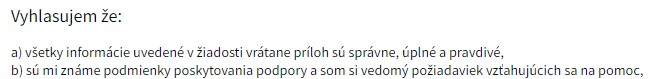 Vyhlasujem že:
a) všetky informácie uvedené v žiadosti vrátane príloh sú správne, úplné a pravdivé,
b) sú mi známe podmienky poskytovania podpory a som si vedomý požiadaviek vzťahujúcich sa na pomoc,